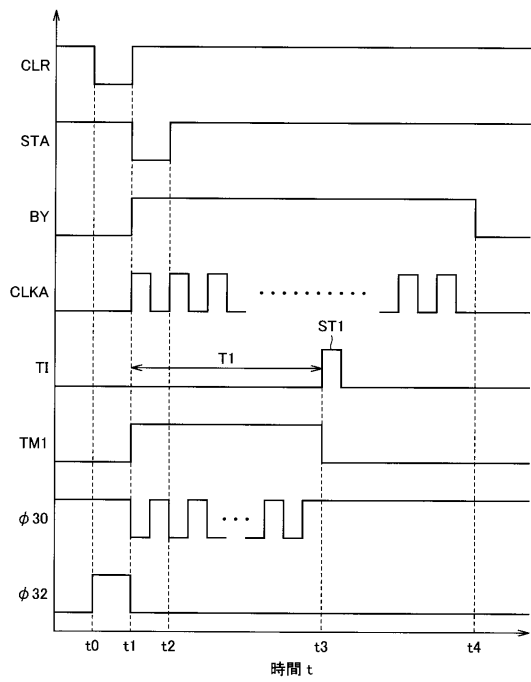 CLR
STA
BY
CLKA
ST1
TI
T1
TM1
φ30
φ32
t0 t1 t2 t3 t4
時間 t